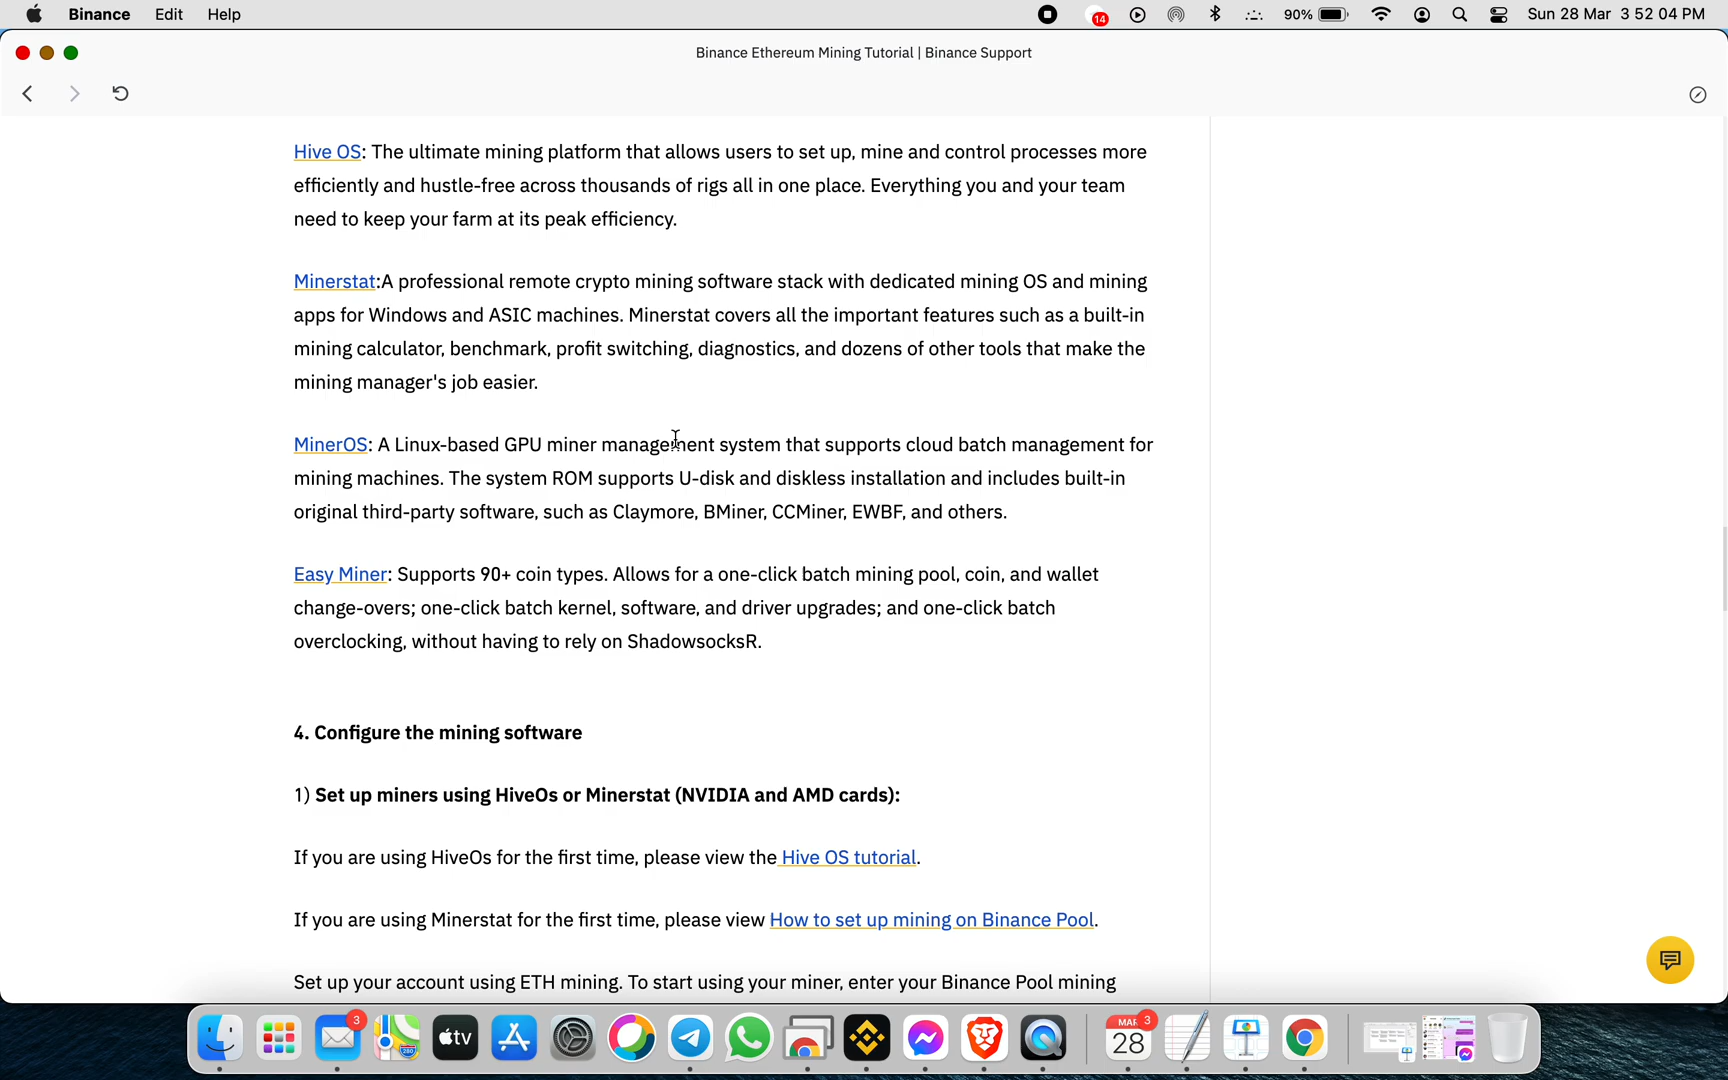 Binance Edit Help 14 90% Sun 28 Mar 3 52 04 PM
Binance Ethereum Mining Tutorial | Binance Support
Hive OS: The ultimate mining platform that allows users to set up, mine and control processes more
efficiently and hustle-free across thousands of rigs all in one place. Everything you and your team
need to keep your farm at its peak efficiency.
Minerstat:A professional remote crypto mining software stack with dedicated mining OS and mining
apps for Windows and ASIC machines. Minerstat covers all the important features such as a built-in
mining calculator, benchmark, profit switching, diagnostics, and dozens of other tools that make the
mining manager's job easier.
MinerOS: A Linux-based GPU miner management system that supports cloud batch management for
mining machines. The system ROM supports U-disk and diskless installation and includes built-in
original third-party software, such as Claymore, BMiner, CCMiner, EWBF, and others.
Easy Miner: Supports 90+ coin types. Allows for a one-click batch mining pool, coin, and wallet
change-overs; one-click batch kernel, software, and driver upgrades; and one-click batch
overclocking, without having to rely on ShadowsocksR.
4. Configure the mining software
1) Set up miners using HiveOs or Minerstat (NVIDIA and AMD cards):
If you are using HiveOs for the first time, please view the Hive OS tutorial.
If you are using Minerstat for the first time, please view How to set up mining on Binance Pool.
Set up your account using ETH mining. To start using your miner, enter your Binance Pool mining
3 280 tv MAR 3
28